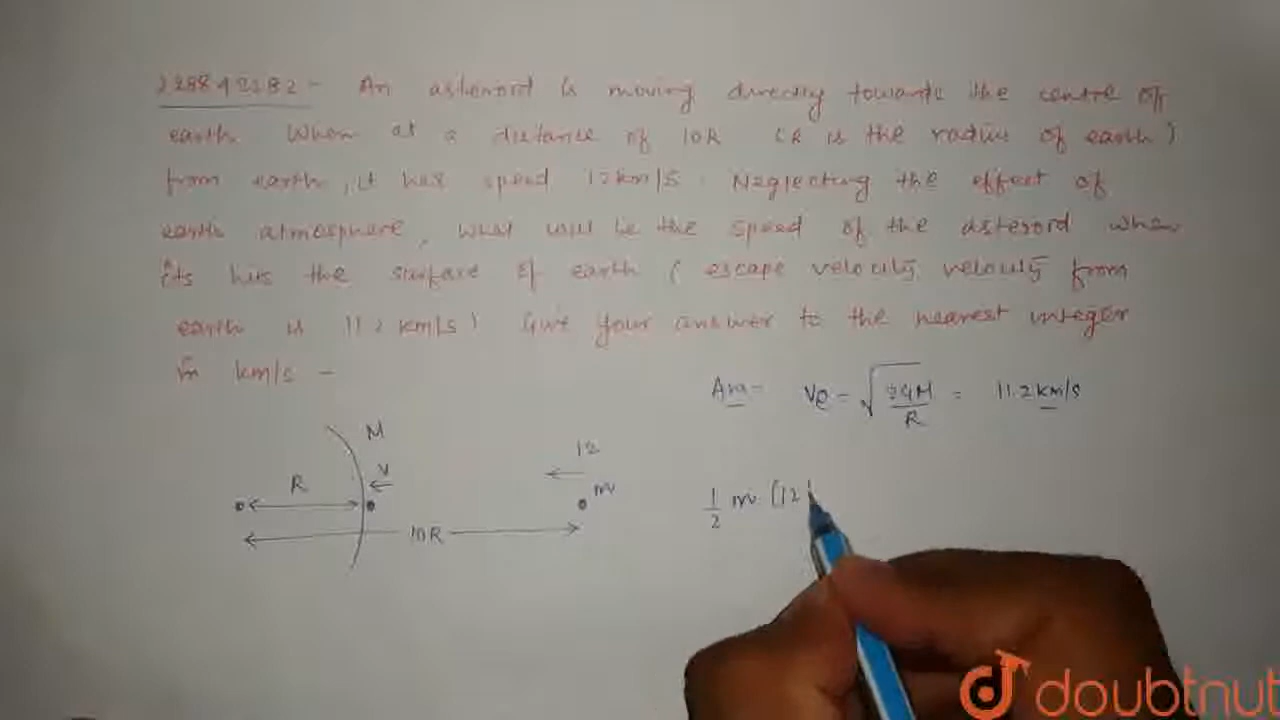 228842282 - An asteroid is moving directly towards the centre of
earth When at a distance of 10R (R is the radius of earth)
from earth, it has speed 12km/s. Neglecting the effect of
earth atmosphere, what will be the speed of the asteroid when
its hits the surface of earth ( escape velocity velocity from
earth is 11.2 km/s) Give your answer to the nearest integer
in km/s -
Ans- Ve = √2GM/R = 11.2km/s
M
12
R
v
m
1/2 m (12)
10R
doubtnut